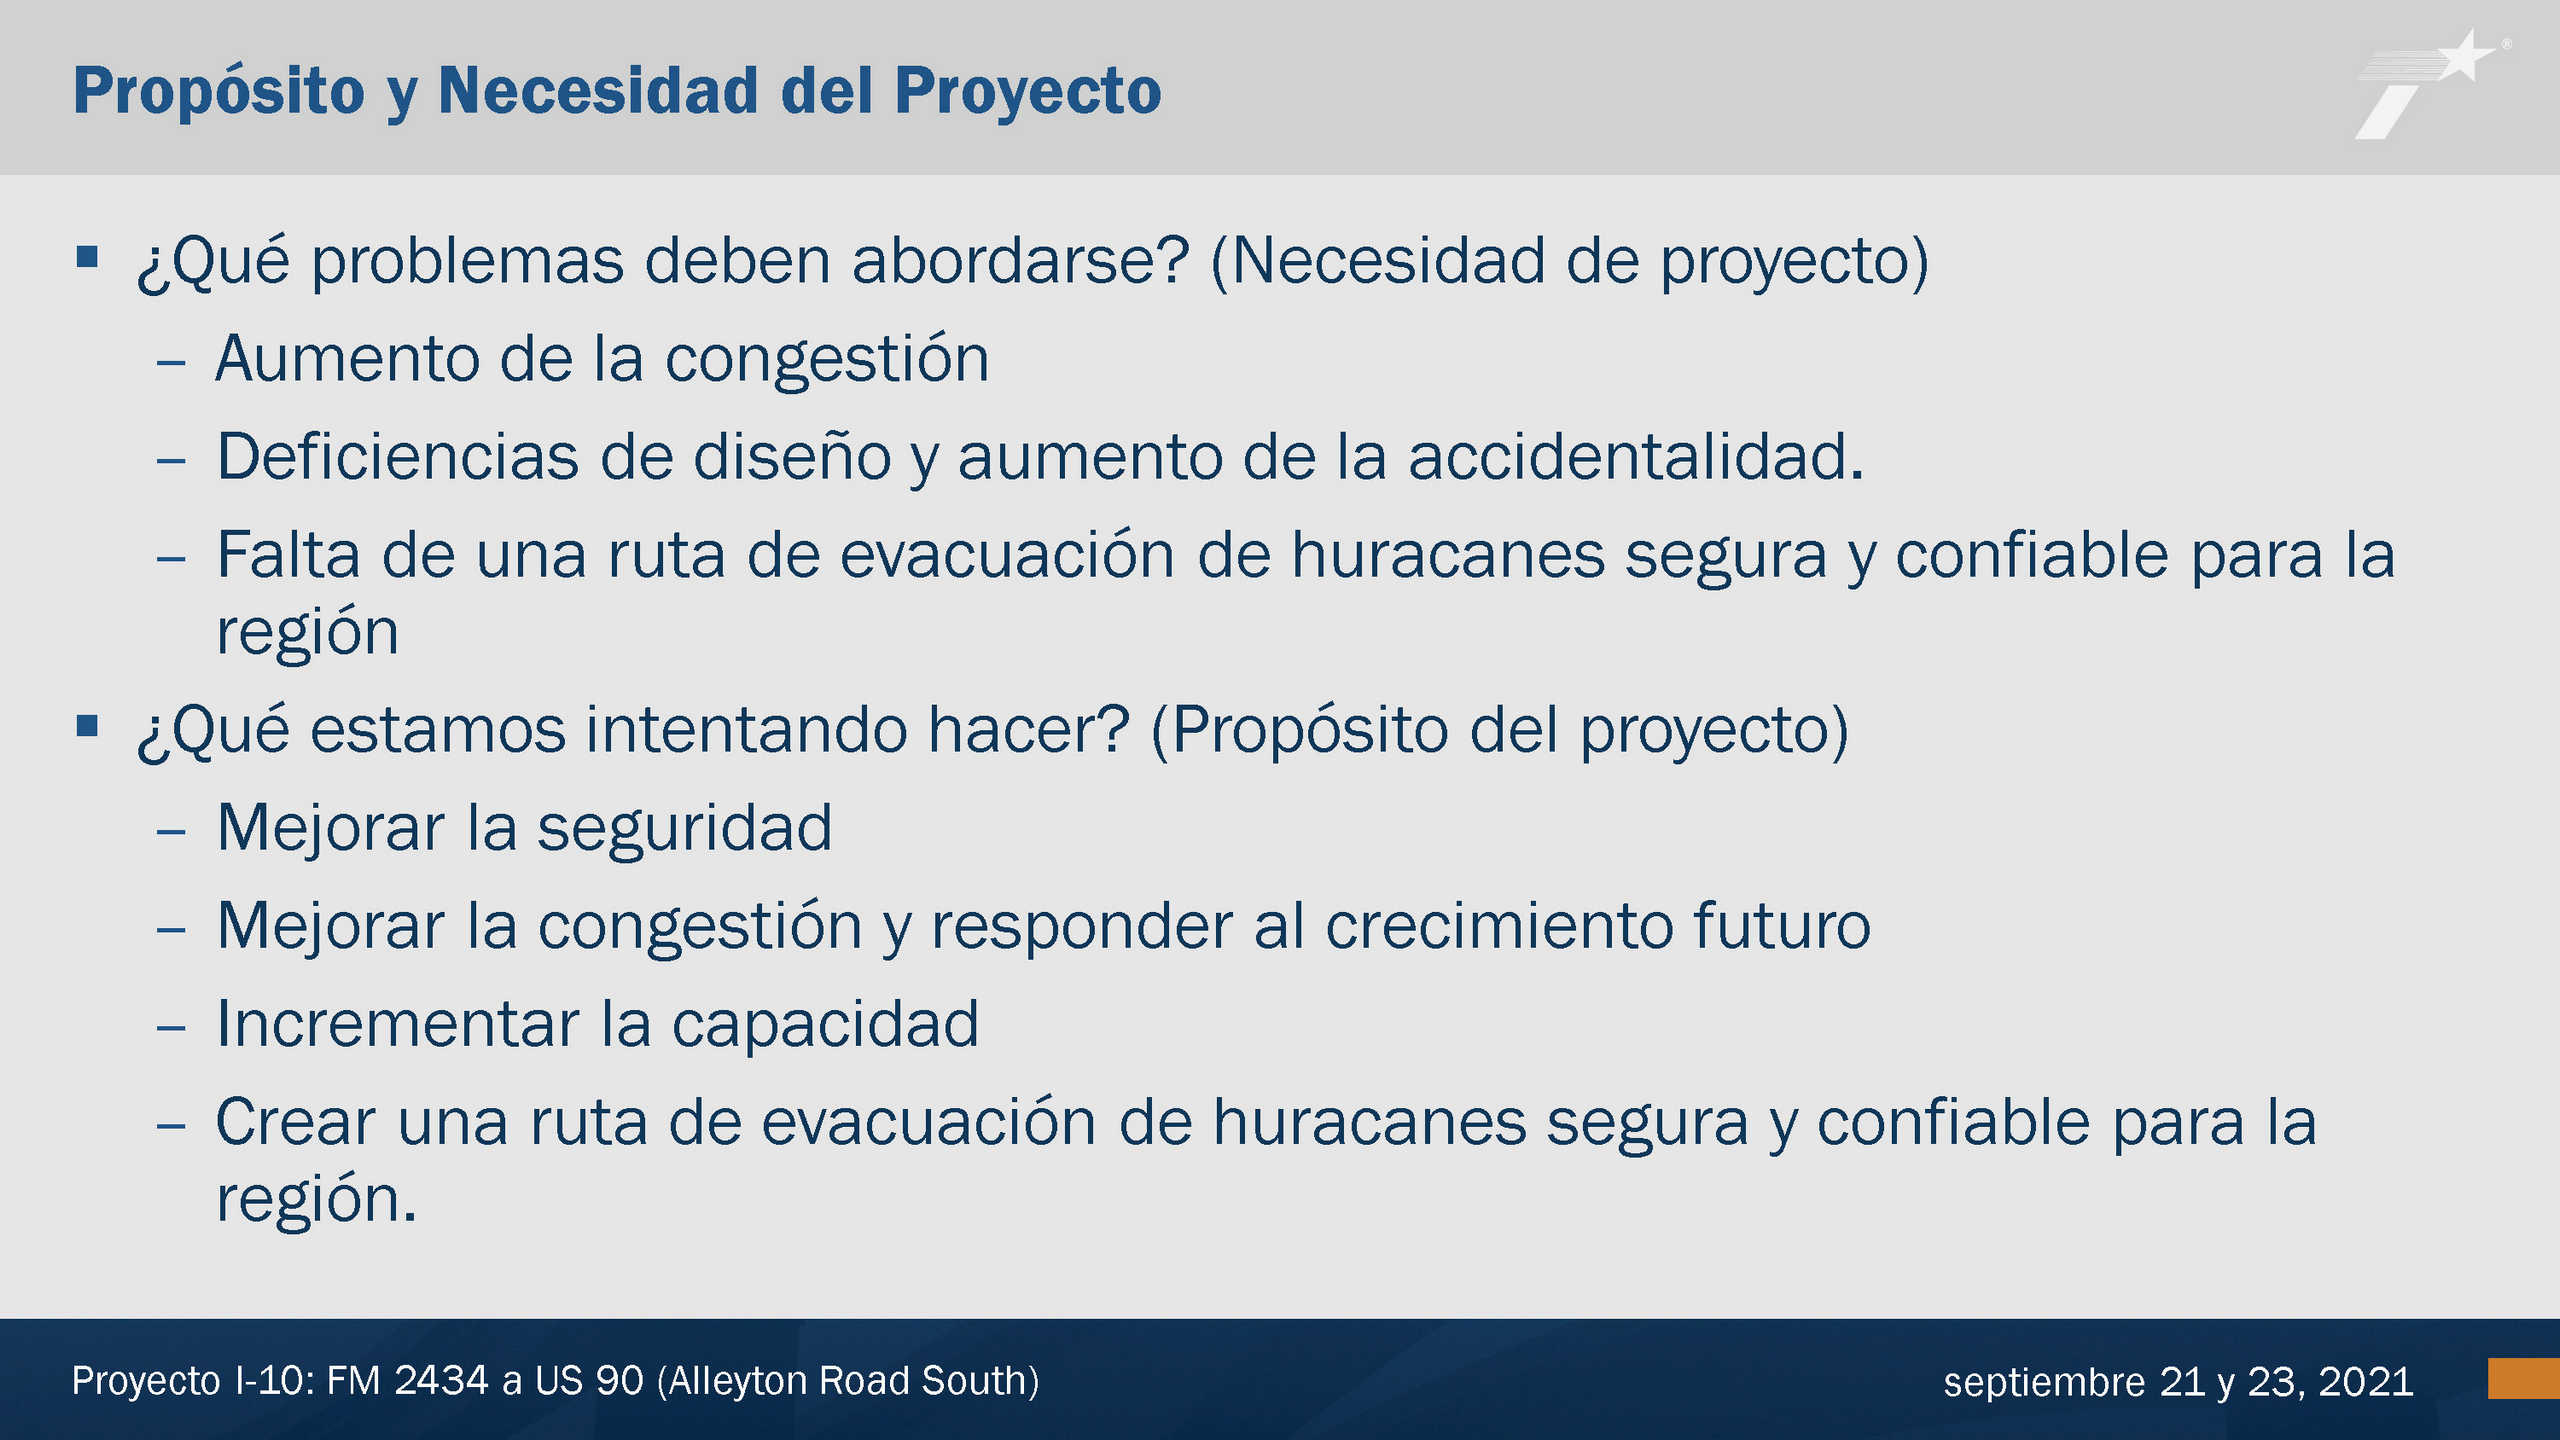 Propósito y Necesidad del Proyecto
®
▪ ¿Qué problemas deben abordarse? (Necesidad de proyecto)
– Aumento de la congestión
– Deficiencias de diseño y aumento de la accidentalidad.
– Falta de una ruta de evacuación de huracanes segura y confiable para la
región
▪ ¿Qué estamos intentando hacer? (Propósito del proyecto)
– Mejorar la seguridad
– Mejorar la congestión y responder al crecimiento futuro
– Incrementar la capacidad
– Crear una ruta de evacuación de huracanes segura y confiable para la
región.
Proyecto I-10: FM 2434 a US 90 (Alleyton Road South)
septiembre 21 y 23, 2021